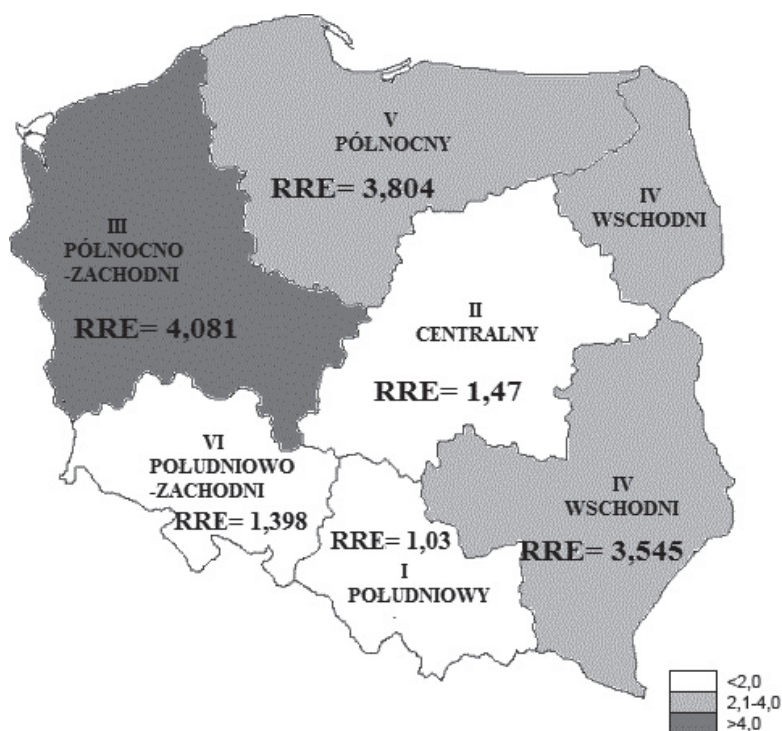 V
PÓLNOCNY
RRE= 3,804
IV
WSCHODNI
III
PÓLNOCNO
-ZACHODNI
RRE= 4,081
II
CENTRALNY
RRE= 1,47
VI
POŁUDNIOWO
-ZACHODNI
RRE= 1,398
RRE= 1,03
I
POŁUDNIOWY
IV
WSCHODNI
RRE= 3,545
<2,0
2,1-4,0
>4,0